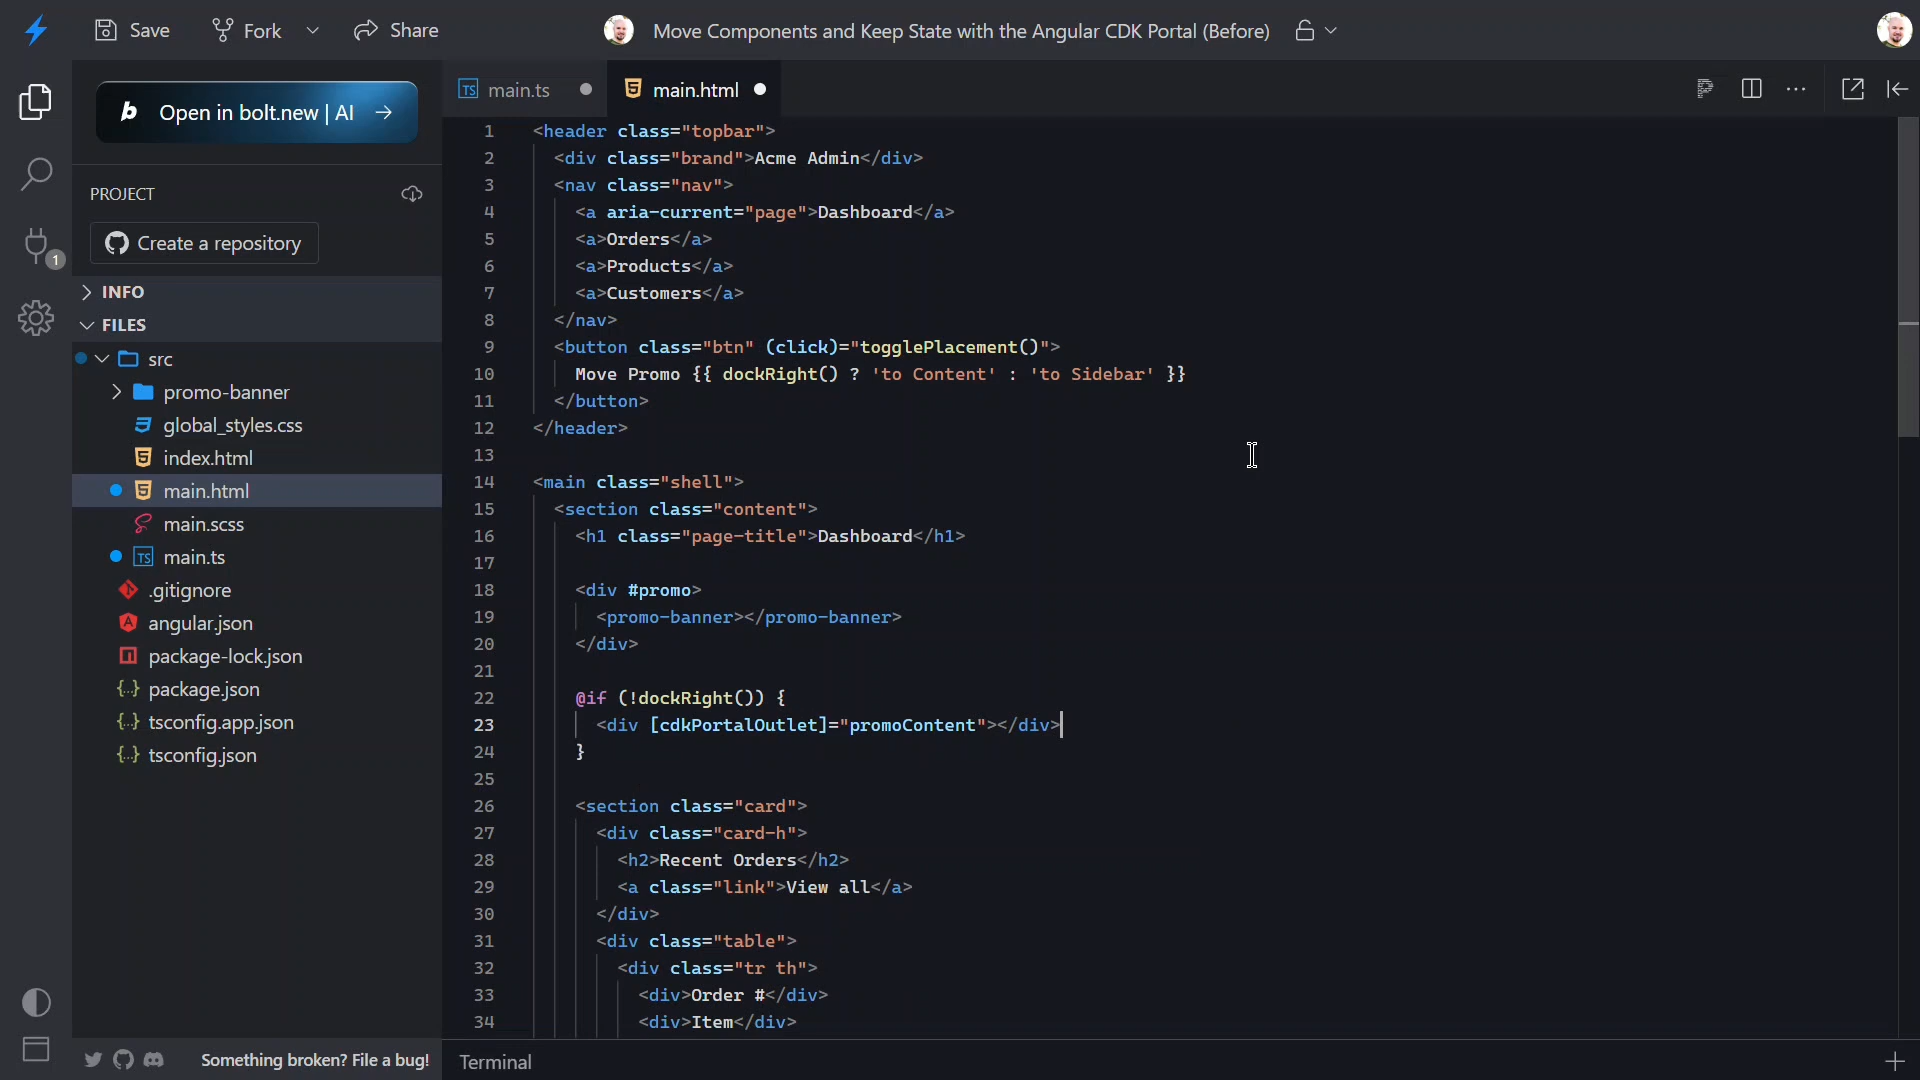 Save
Fork
Share
Move Components and Keep State with the Angular CDK Portal (Before)
b Open in bolt.new | AI →
PROJECT
Create a repository
1
INFO
FILES
src
promo-banner
global_styles.css
index.html
main.html
main.scss
TS main.ts
.gitignore
angular.json
package-lock.json
{..} package.json
{..} tsconfig.app.json
{..} tsconfig.json
Something broken? File a bug!
TS main.ts
main.html
1 <header class="topbar">
2 <div class="brand">Acme Admin</div>
3 <nav class="nav">
4 <a aria-current="page">Dashboard</a>
5 <a>Orders</a>
6 <a>Products</a>
7 <a>Customers</a>
8 </nav>
9 <button class="btn" (click)="togglePlacement()">
10 Move Promo {{ dockRight() ? 'to Content' : 'to Sidebar' }}
11 </button>
12 </header>
13
14 <main class="shell">
15 <section class="content">
16 <h1 class="page-title">Dashboard</h1>
17
18 <div #promo>
19 <promo-banner></promo-banner>
20 </div>
21
22 @if (!dockRight()) {
23 <div [cdkPortalOutlet]="promoContent"></div>
24 }
25
26 <section class="card">
27 <div class="card-h">
28 <h2>Recent Orders</h2>
29 <a class="link">View all</a>
30 </div>
31 <div class="table">
32 <div class="tr th">
33 <div>Order #</div>
34 <div>Item</div>
Terminal